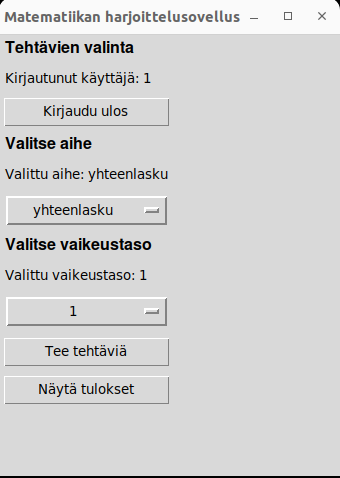 Matematiikan harjoittelusovellus
Tehtävien valinta
Kirjautunut käyttäjä: 1
Kirjaudu ulos
Valitse aihe
Valittu aihe: yhteenlasku
yhteenlasku
Valitse vaikeustaso
Valittu vaikeustaso: 1
1
Tee tehtäviä
Näytä tulokset